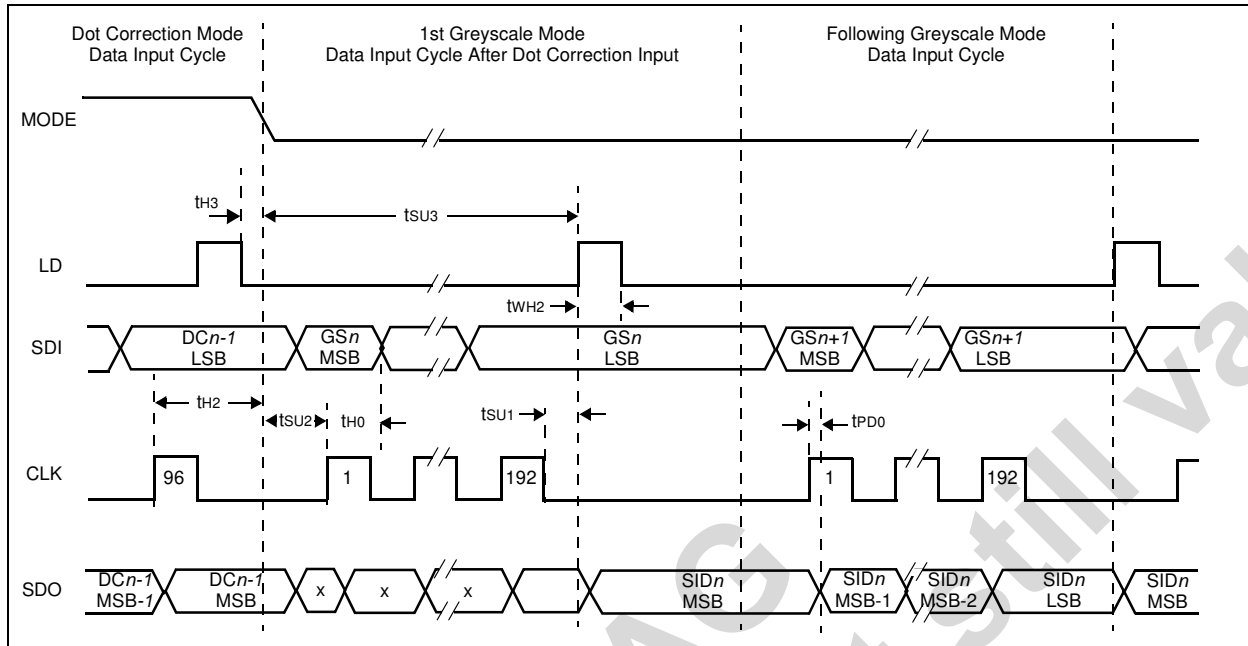 Dot Correction Mode
Data Input Cycle
1st Greyscale Mode
Data Input Cycle After Dot Correction Input
Following Greyscale Mode
Data Input Cycle
MODE
tH3
tSU3
LD
tWH2
SDI
DCn-1
LSB
GSn
MSB
GSn
LSB
GSn+1
MSB
GSn+1
LSB
tH2
tSU2
tH0
tSU1
tPD0
CLK
96
1
192
1
192
SDO
DCn-1
MSB-1
DCn-1
MSB
x
x
x
SIDn
MSB
SIDn
MSB-1
SIDn
MSB-2
SIDn
LSB
SIDn
MSB
AG
still